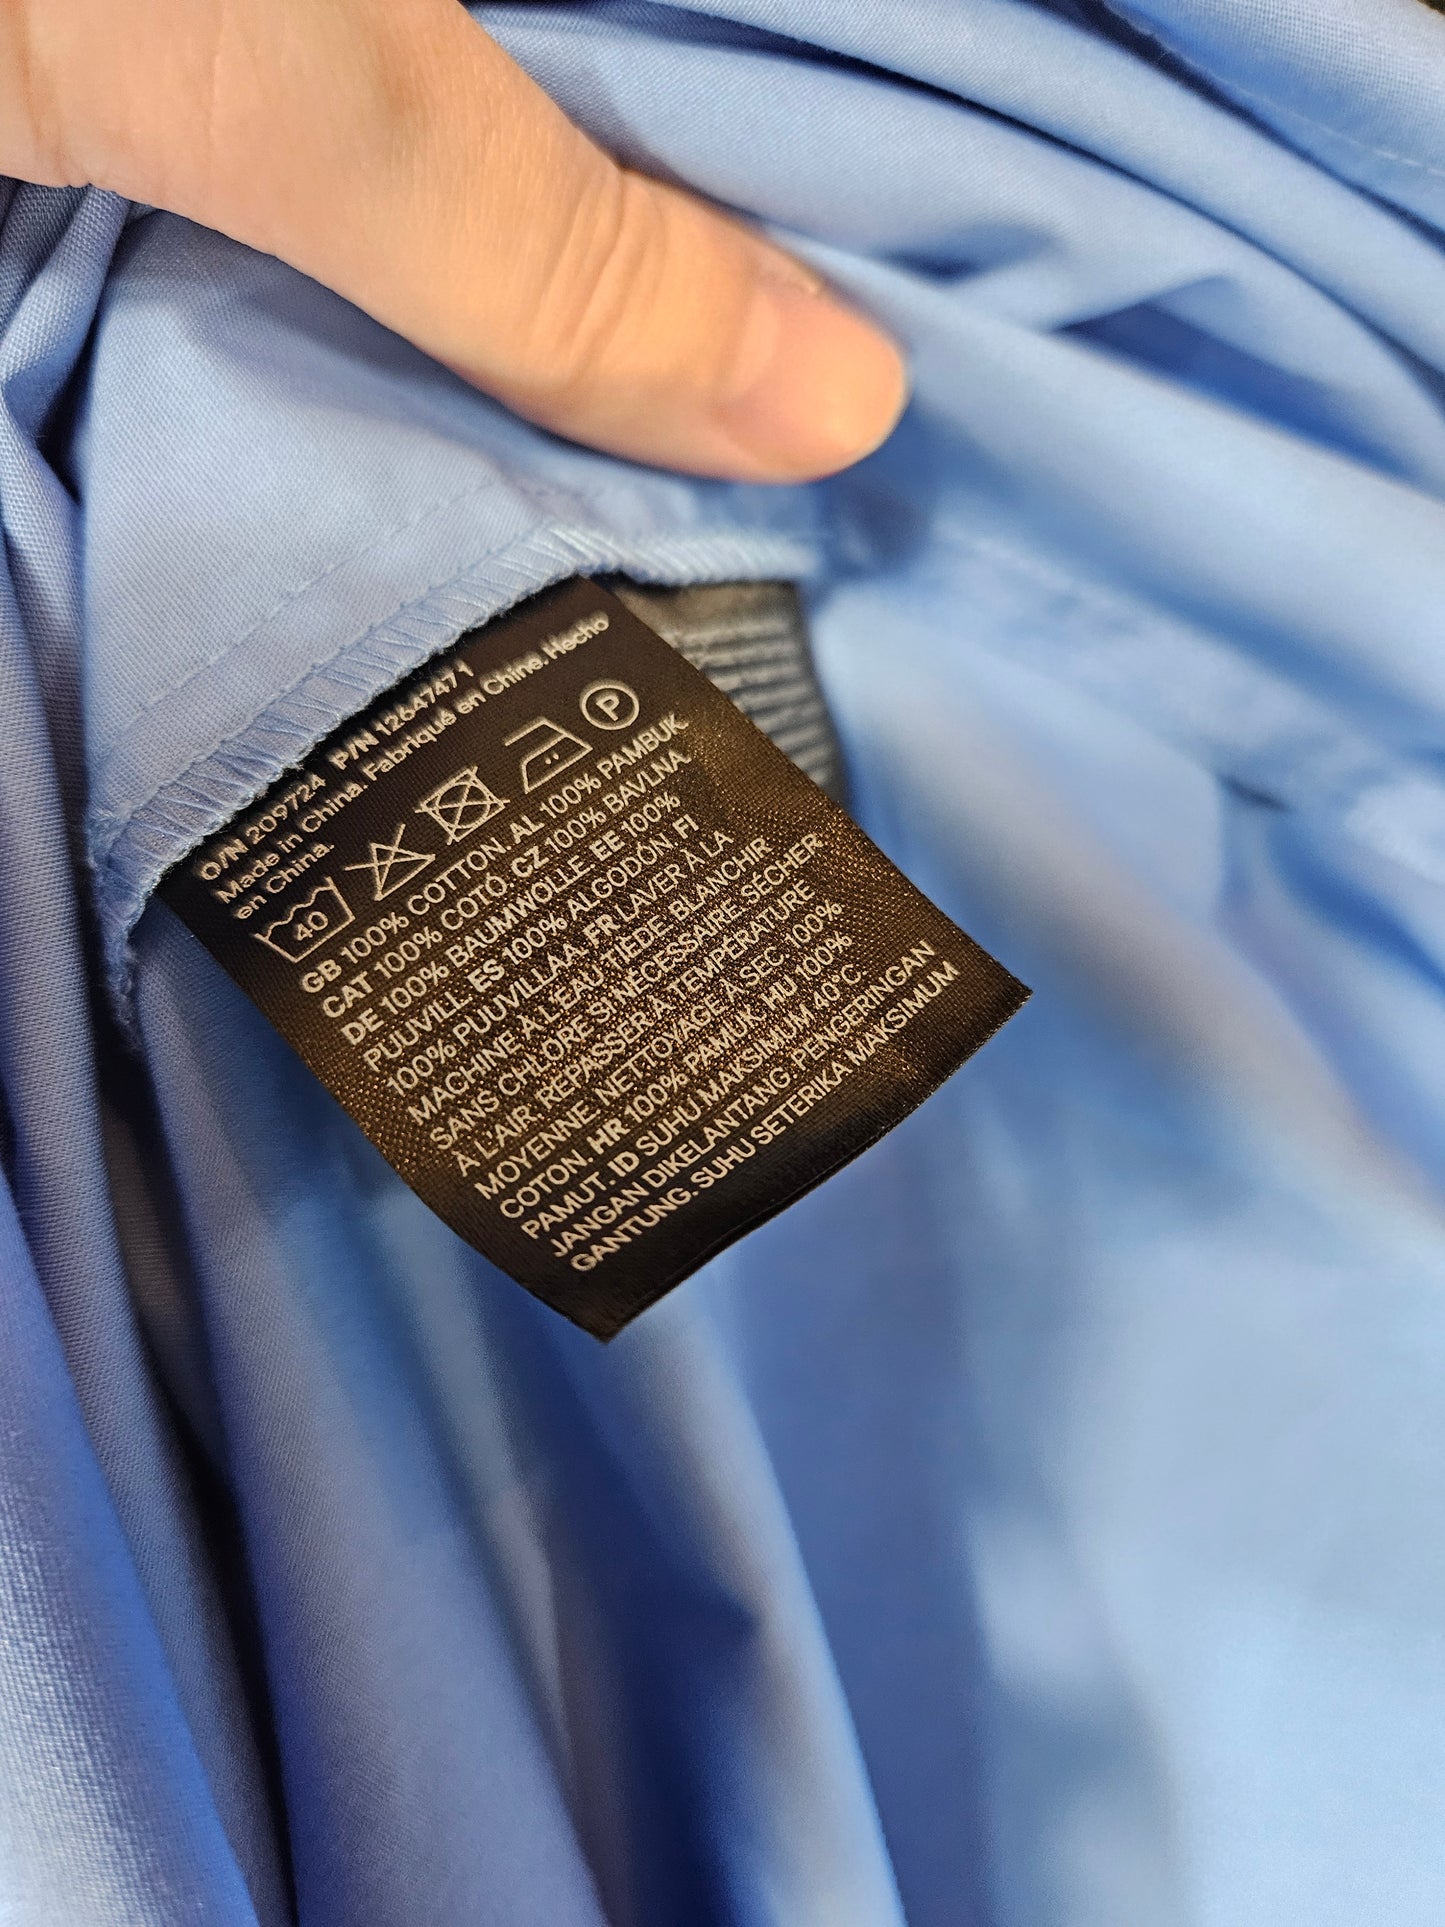 O/N 209724 P/N 1264747 1
Made in China. Fabriqué en Chine. Hecho
en China.
40
P
GB 100% COTTON. AL 100% PAMBUK.
CAT 100% COTÓ. CZ 100% BAVLNA.
DE 100% BAUMWOLLE. EE 100%
PUUVILL. ES 100% ALGODÓN. FI
100% PUUVILLAA. FR LAVER À LA
MACHINE À L'EAU TIÈDE. BLANCHIR
SANS CHLORE SI NÉCESSAIRE. SÉCHER
À L'AIR. REPASSER À TEMPÉRATURE
MOYENNE. NETTOYAGE À SEC. 100%
COTON. HR 100% PAMUK. HU 100%
PAMUT. ID SUHU MAKSIMUM 40°C.
JANGAN DIKELANTANG. PENGERINGAN
GANTUNG. SUHU SETERIKA MAKSIMUM